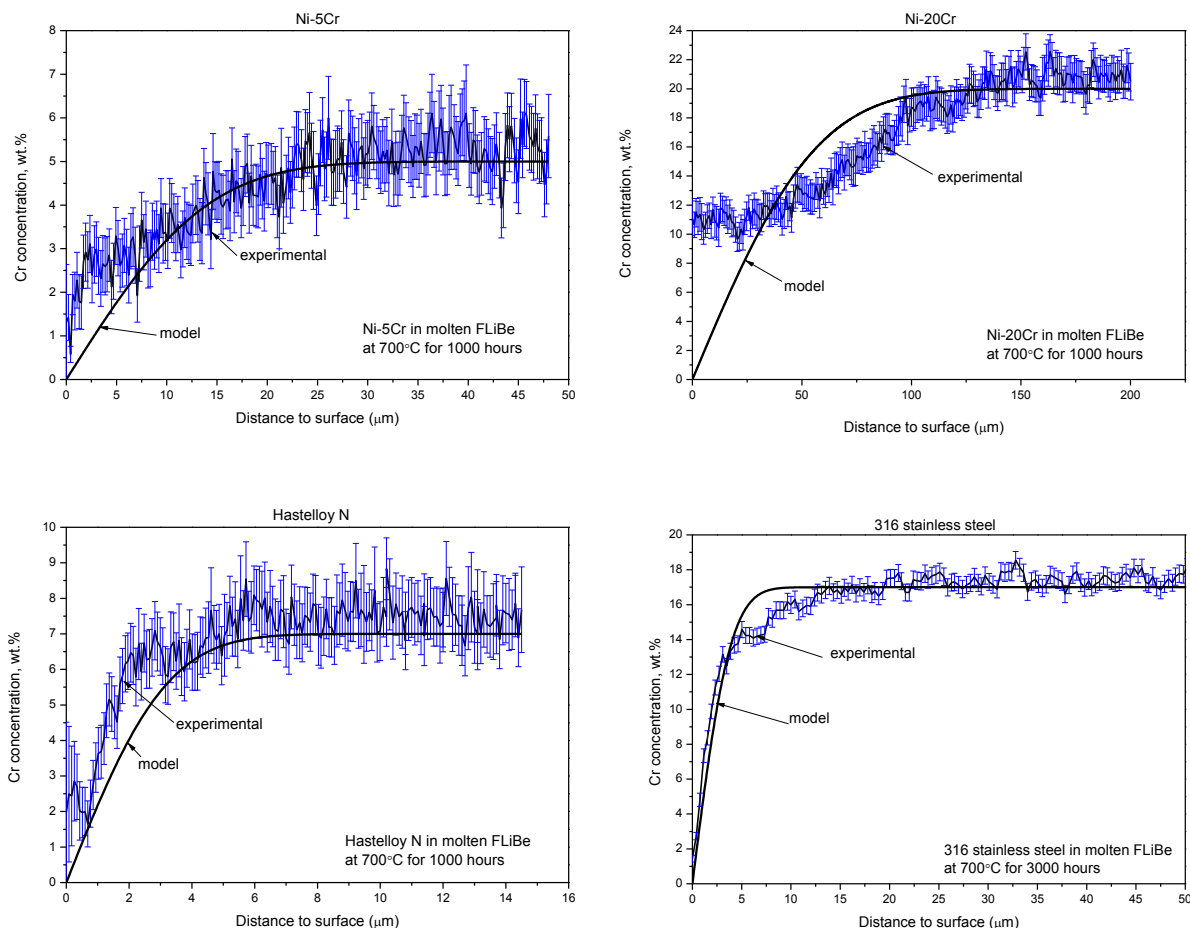 Ni-5Cr
8
7
6
5
4
3
2
1
0
Cr concentration, wt.%
experimental
model
Ni-5Cr in molten FLiBe
at 700°C for 1000 hours
0 5 10 15 20 25 30 35 40 45 50
Distance to surface (μm)
Ni-20Cr
24
22
20
18
16
14
12
10
8
6
4
2
0
Cr concentration, wt.%
experimental
model
Ni-20Cr in molten FLiBe
at 700°C for 1000 hours
0 50 100 150 200
Distance to surface (μm)
Hastelloy N
10
9
8
7
6
5
4
3
2
1
0
Cr concentration, wt.%
experimental
model
Hastelloy N in molten FLiBe
at 700°C for 1000 hours
0 2 4 6 8 10 12 14 16
Distance to surface (μm)
316 stainless steel
20
18
16
14
12
10
8
6
4
2
0
Cr concentration, wt.%
experimental
model
316 stainless steel in molten FLiBe
at 700°C for 3000 hours
0 5 10 15 20 25 30 35 40 45 50
Distance to surface (μm)